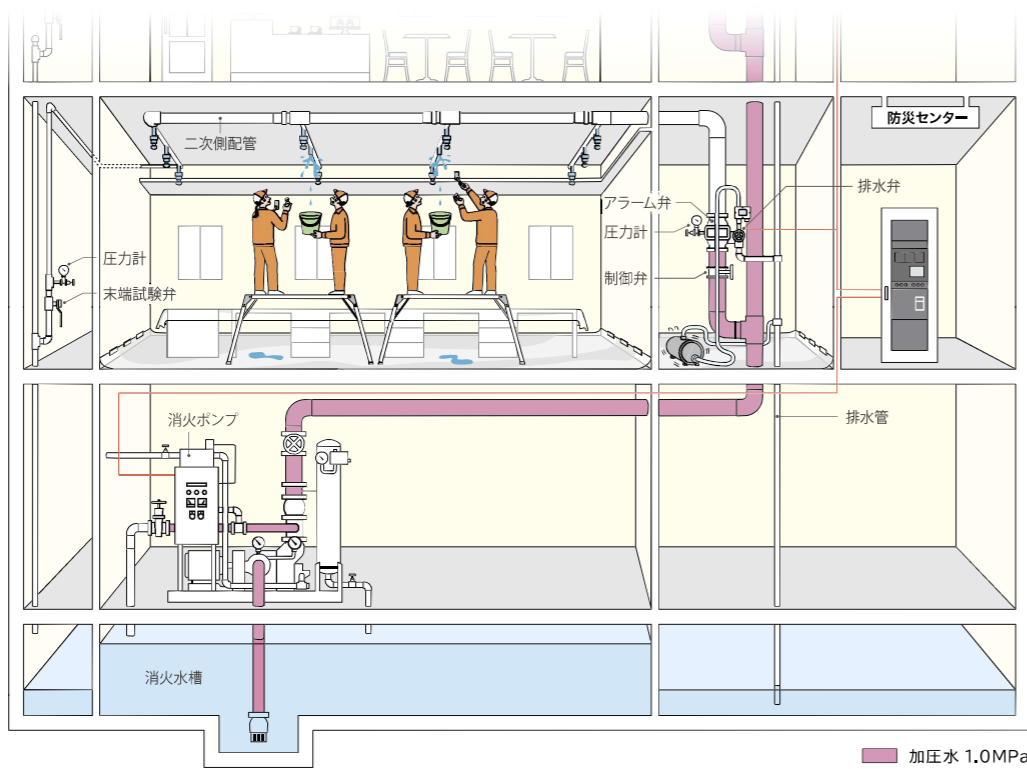 防災センター
二次側配管
アラーム弁
排水弁
圧力計
制御弁
圧力計
末端試験弁
消火ポンプ
排水管
消火水槽
加圧水 1.0MPa